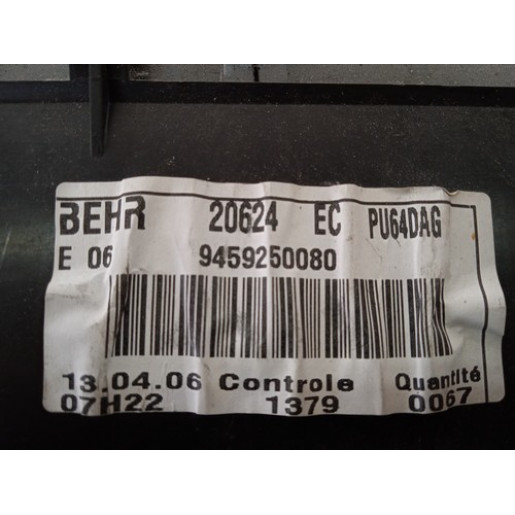 BEHR 20624 EC PU64DAG
E 06 9459250080
13.04.06 Controle Quantité
07H22 1379 0067